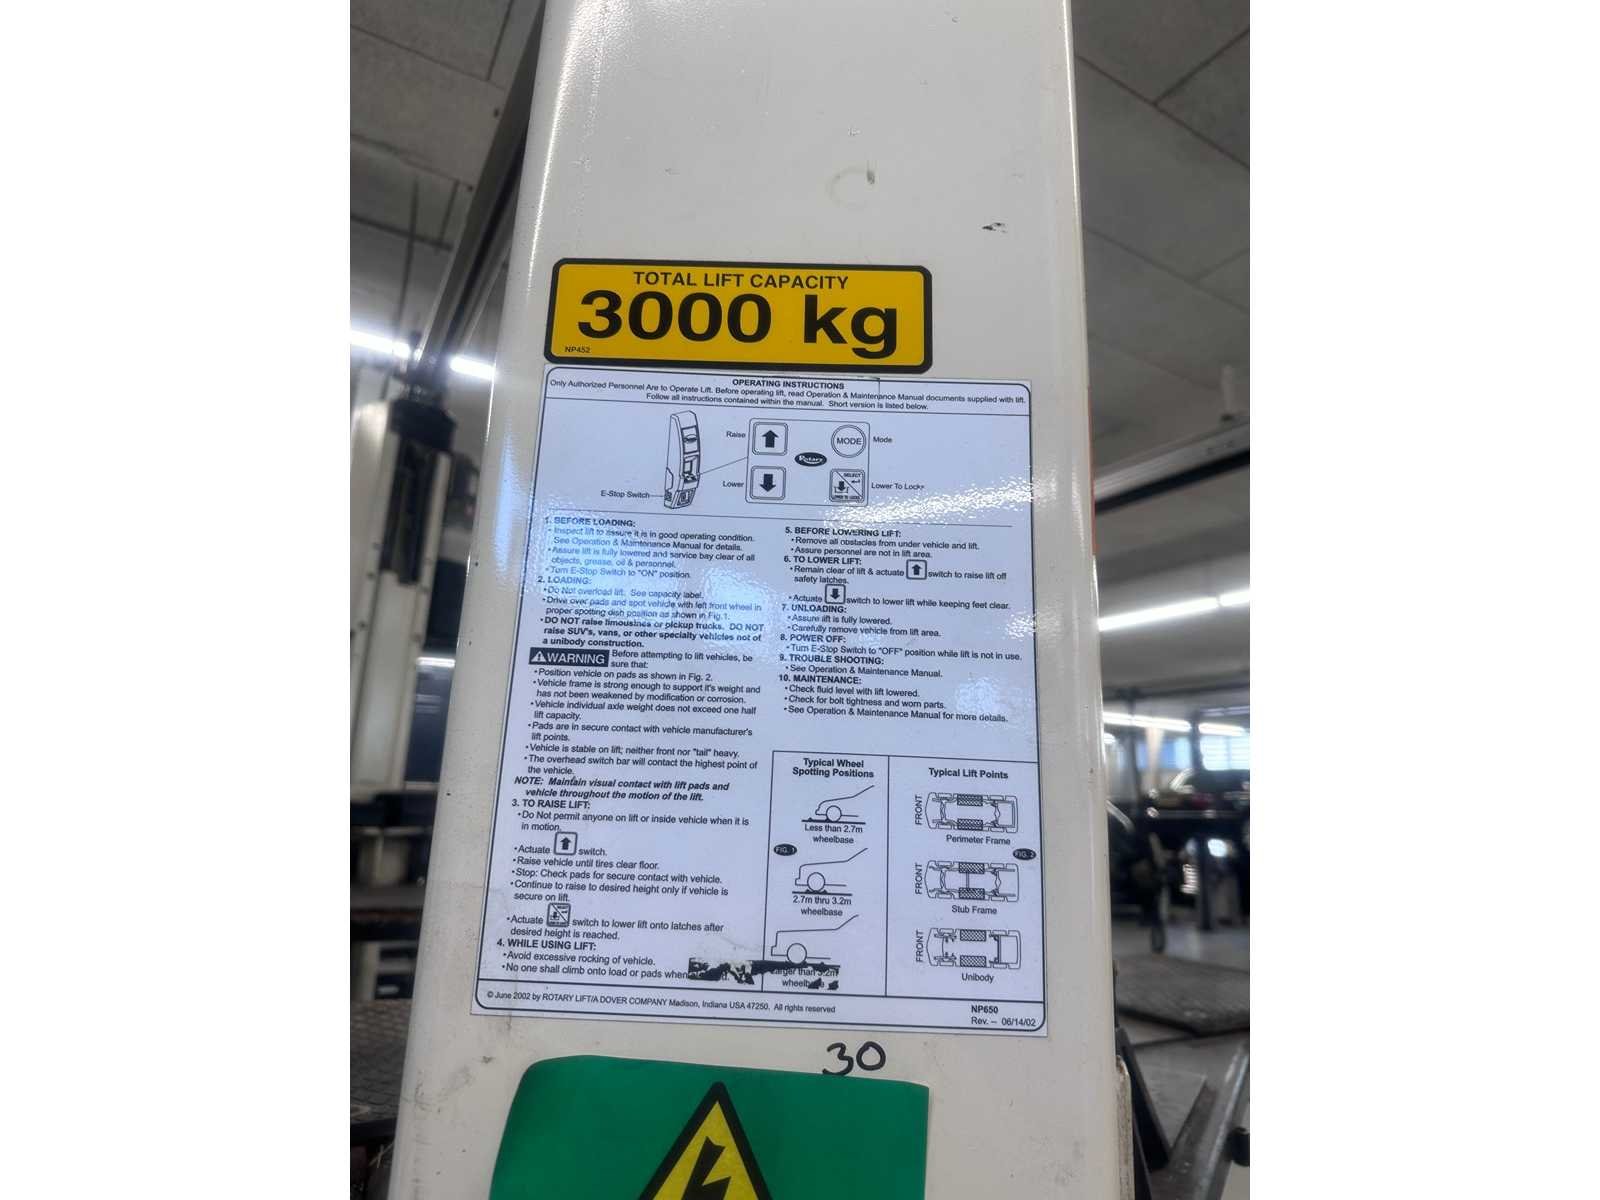 TOTAL LIFT CAPACITY
3000 kg
NP452
OPERATING INSTRUCTIONS
Only Authorized Personnel Are to Operate Lift. Before operating lift, read Operation & Maintenance Manual documents supplied with lift.
Follow all instructions contained within the manual. Short version is listed below.
Raise
MODE
Mode
Rotary
Lower
SELECT
LOWER TO LOCKS
Lower To Locks
E-Stop Switch
1. BEFORE LOADING:
• Inspect lift to assure it is in good operating condition.
See Operation & Maintenance Manual for details.
• Assure lift is fully lowered and service bay clear of all
objects, grease, oil & personnel.
• Turn E-Stop Switch to "ON" position.
2. LOADING:
• Do Not overload lift. See capacity label.
• Drive over pads and spot vehicle with left front wheel in
proper spotting dish position as shown in Fig.1.
• DO NOT raise limousines or pickup trucks. DO NOT
raise SUV's, vans, or other specialty vehicles not of
a unibody construction.
WARNING Before attempting to lift vehicles, be
sure that:
• Position vehicle on pads as shown in Fig. 2.
• Vehicle frame is strong enough to support it's weight and
has not been weakened by modification or corrosion.
• Vehicle individual axle weight does not exceed one half
lift capacity.
• Pads are in secure contact with vehicle manufacturer's
lift points.
• Vehicle is stable on lift; neither front nor "tail" heavy.
• The overhead switch bar will contact the highest point of
the vehicle.
NOTE: Maintain visual contact with lift pads and
vehicle throughout the motion of the lift.
3. TO RAISE LIFT:
• Do Not permit anyone on lift or inside vehicle when it is
in motion.
• Actuate switch.
• Raise vehicle until tires clear floor.
• Stop: Check pads for secure contact with vehicle.
• Continue to raise to desired height only if vehicle is
secure on lift.
• Actuate switch to lower lift onto latches after
desired height is reached.
4. WHILE USING LIFT:
• Avoid excessive rocking of vehicle.
• No one shall climb onto load or pads when
5. BEFORE LOWERING LIFT:
• Remove all obstacles from under vehicle and lift.
• Assure personnel are not in lift area.
6. TO LOWER LIFT:
• Remain clear of lift & actuate switch to raise lift off
safety latches.
• Actuate switch to lower lift while keeping feet clear.
7. UNLOADING:
• Assure lift is fully lowered.
• Carefully remove vehicle from lift area.
8. POWER OFF:
• Turn E-Stop Switch to "OFF" position while lift is not in use.
9. TROUBLE SHOOTING:
• See Operation & Maintenance Manual.
10. MAINTENANCE:
• Check fluid level with lift lowered.
• Check for bolt tightness and worn parts.
• See Operation & Maintenance Manual for more details.
Typical Wheel
Spotting Positions
Less than 2.7m
wheelbase
FIG. 1
2.7m thru 3.2m
wheelbase
Larger than 3.2m
wheelbase
Typical Lift Points
FRONT
Perimeter Frame
FIG. 2
FRONT
Stub Frame
FRONT
Unibody
© June 2002 by ROTARY LIFT/A DOVER COMPANY Madison, Indiana USA 47250. All rights reserved
NP650
Rev. – 06/14/02
30